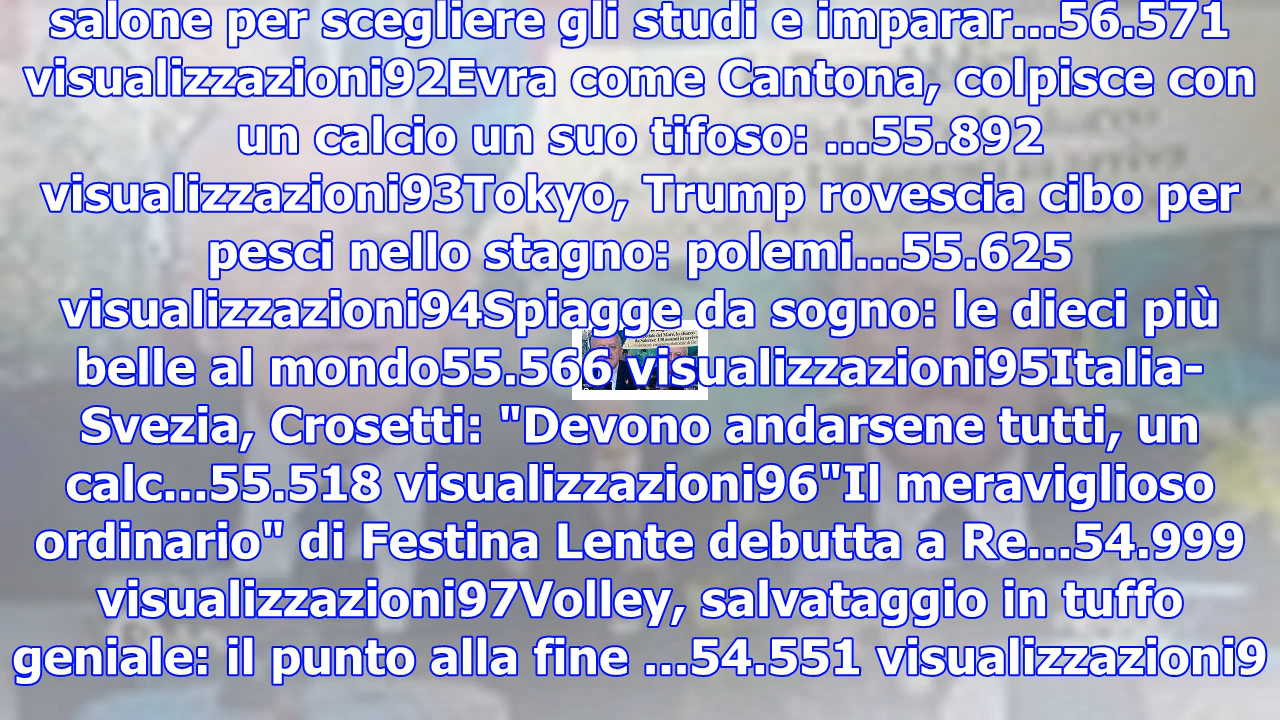 salone per scegliere gli studi e imparar...56.571
visualizzazioni92Evra come Cantona, colpisce con
un calcio un suo tifoso: ...55.892
visualizzazioni93Tokyo, Trump rovescia cibo per
pesci nello stagno: polemi...55.625
visualizzazioni94Spiagge da sogno: le dieci più
belle al mondo55.566 visualizzazioni95Italia-
Svezia, Crosetti: "Devono andarsene tutti, un
calc...55.518 visualizzazioni96"Il meraviglioso
ordinario" di Festina Lente debutta a Re...54.999
visualizzazioni97Volley, salvataggio in tuffo
geniale: il punto alla fine ...54.551 visualizzazioni9